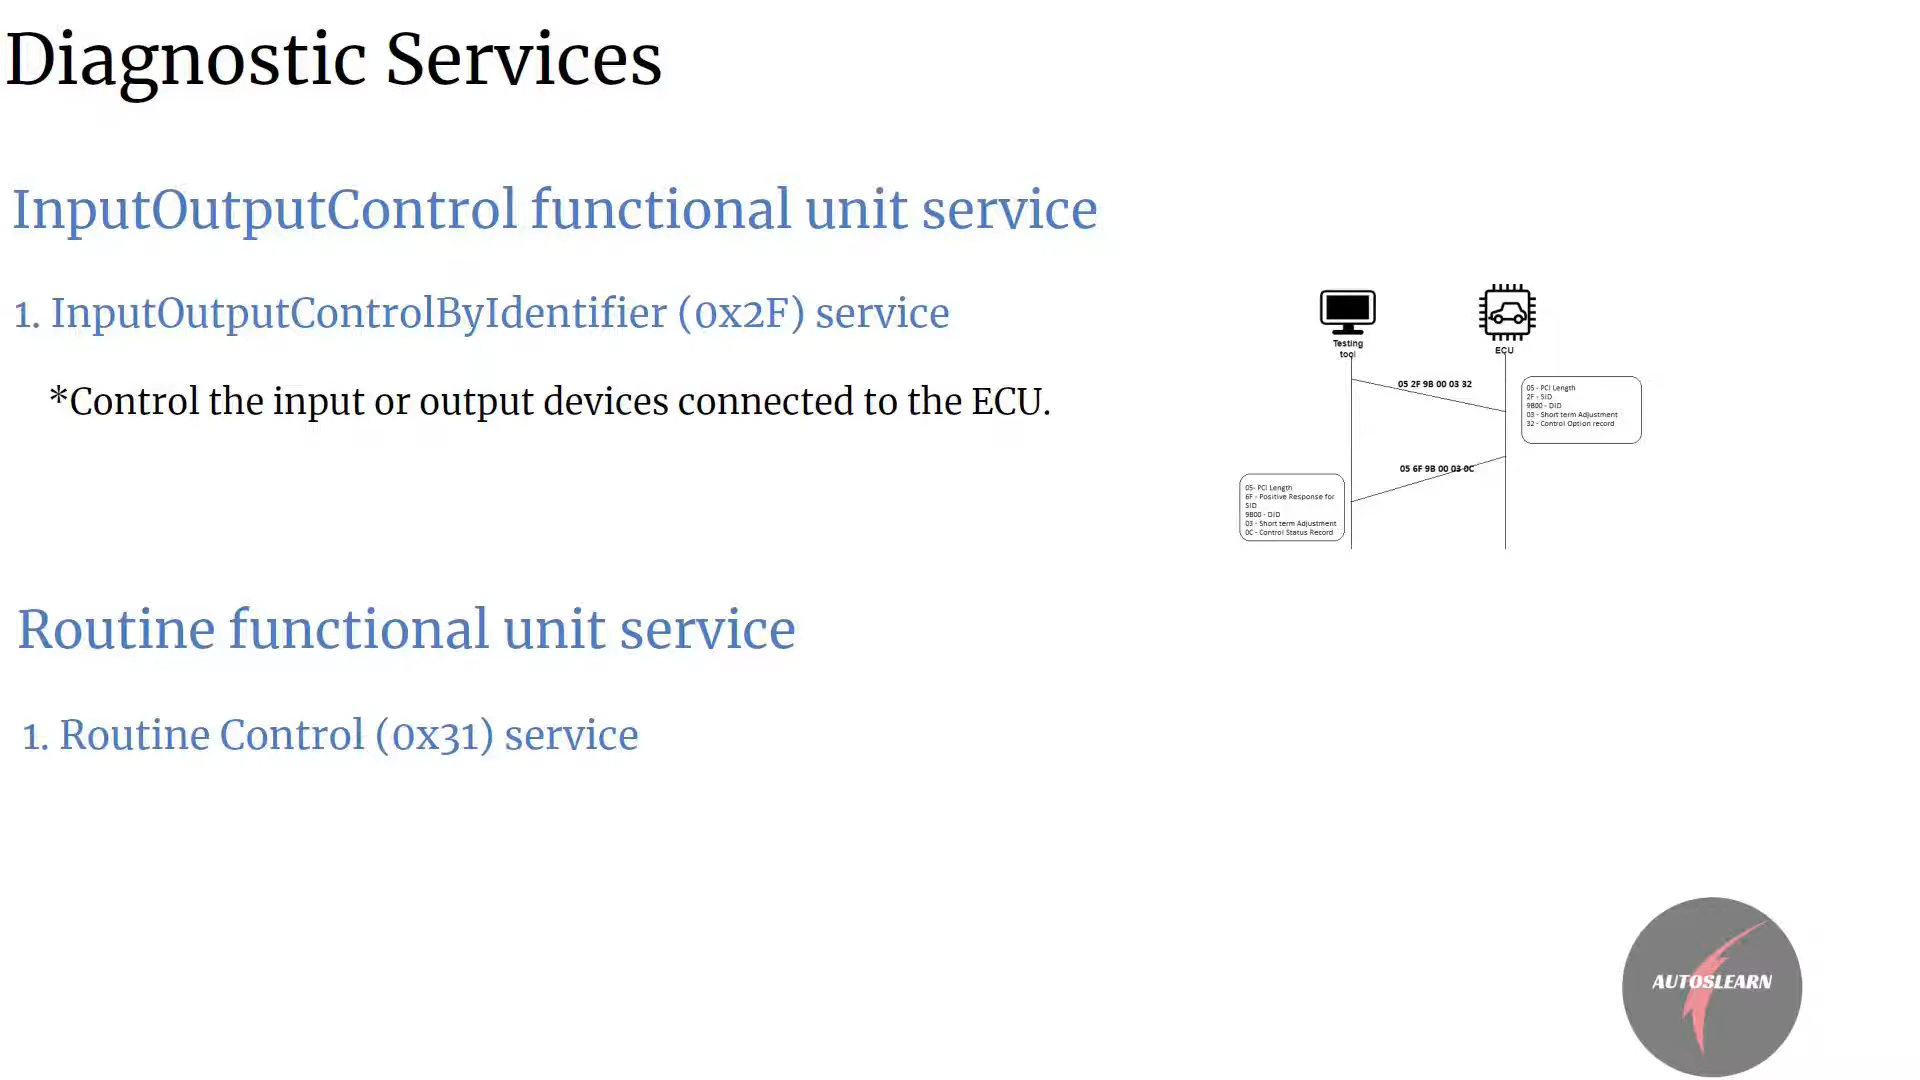 Diagnostic Services
InputOutputControl functional unit service
1. InputOutputControlByIdentifier (0x2F) service
*Control the input or output devices connected to the ECU.
Testing
tool
ECU
05 2F 9B 00 03 32
05 - PCI Length
2F - SID
9B00 - DID
03 - Short term Adjustment
32 - Control Option record
05 6F 9B 00 03 0C
05- PCI Length
6F - Positive Response for
SID
9B00 - DID
03 - Short term Adjustment
0C - Control Status Record
Routine functional unit service
1. Routine Control (0x31) service
AUTOSLEARN